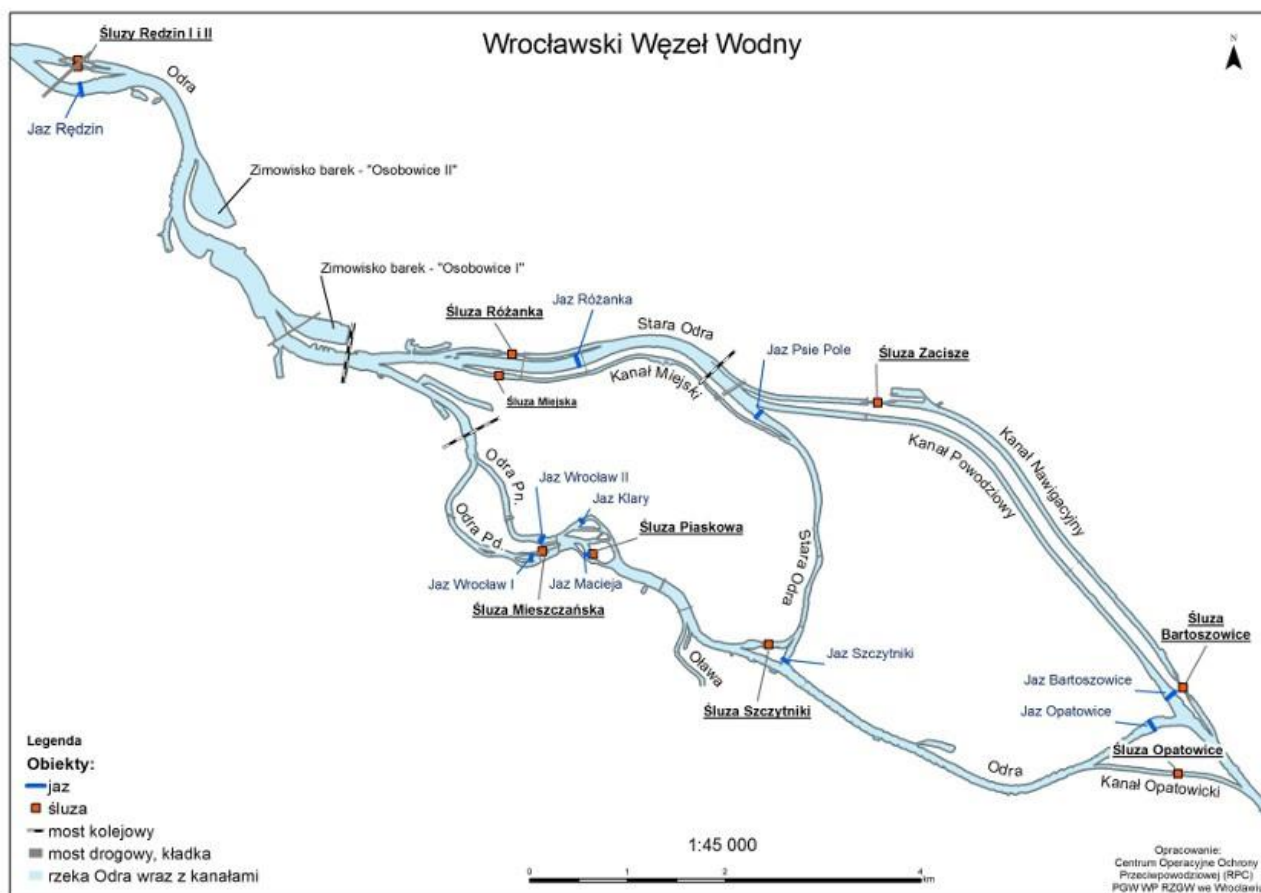 Wrocławski Węzeł Wodny
N
Śluzy Rędzin I i II
Odra
Jaz Rędzin
Zimowisko barek - "Osobowice II"
Zimowisko barek - "Osobowice I"
Śluza Różanka
Jaz Różanka
Stara Odra
Jaz Psie Pole
Śluza Zacisze
Kanał Miejski
Śluza Miejska
Kanał Nawigacyjny
Kanał Powodziowy
Odra Pn.
Jaz Wrocław II
Jaz Klary
Odra Pd.
Śluza Piaskowa
Jaz Wrocław I
Jaz Macieja
Stara Odra
Śluza Mieszczańska
Śluza
Bartoszowice
Oława
Jaz Szczytniki
Jaz Bartoszowice
Śluza Szczytniki
Jaz Opatowice
Śluza Opatowice
Odra
Kanał Opatowicki
Legenda
Obiekty:
jaz
śluza
most kolejowy
most drogowy, kładka
rzeka Odra wraz z kanałami
1:45 000
0 1 2 4
km
Opracowanie:
Centrum Operacyjne Ochrony
Przeciwpowodziowej (RPC)
PGW WP RZGW we Wrocławiu